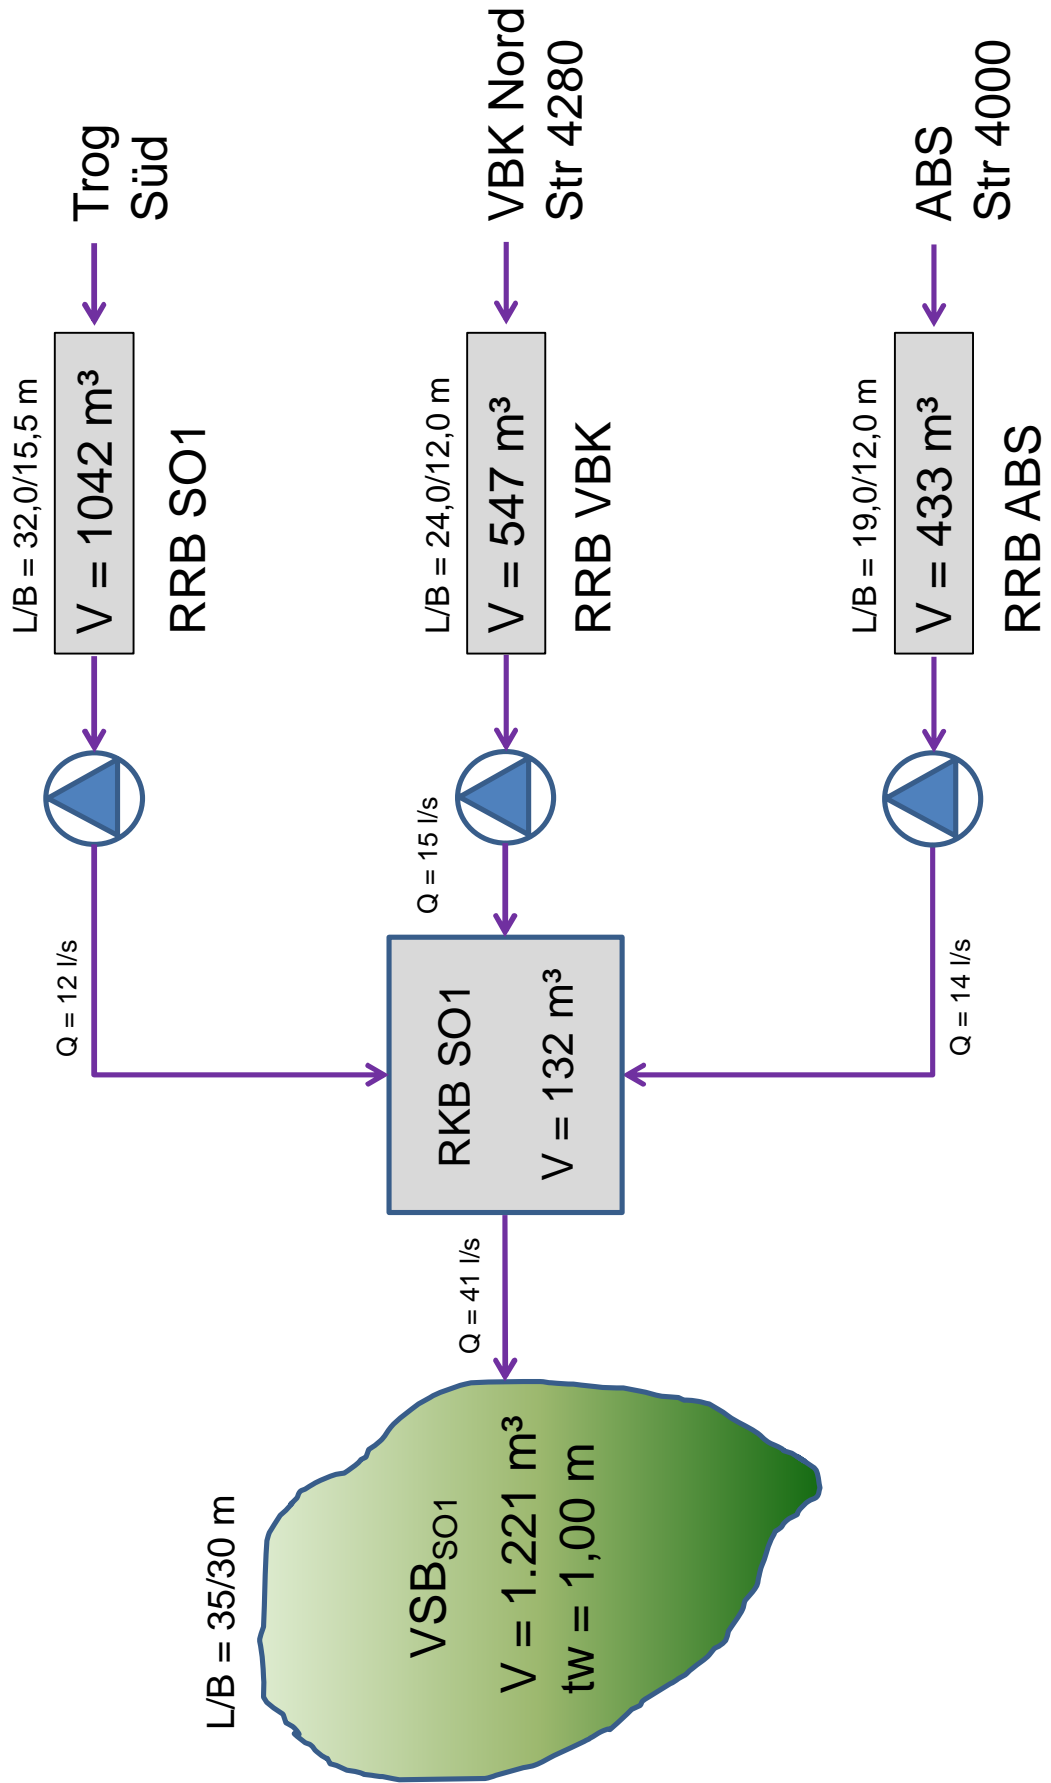 Trog
Süd
L/B = 32,0/15,5 m
V = 1042 m³
RRB SO1
Q = 12 l/s
VBK Nord
Str 4280
L/B = 24,0/12,0 m
V = 547 m³
RRB VBK
Q = 15 l/s
ABS
Str 4000
L/B = 19,0/12,0 m
V = 433 m³
RRB ABS
Q = 14 l/s
RKB SO1
V = 132 m³
Q = 41 l/s
L/B = 35/30 m
VSB SO1
V = 1.221 m³
tw = 1,00 m